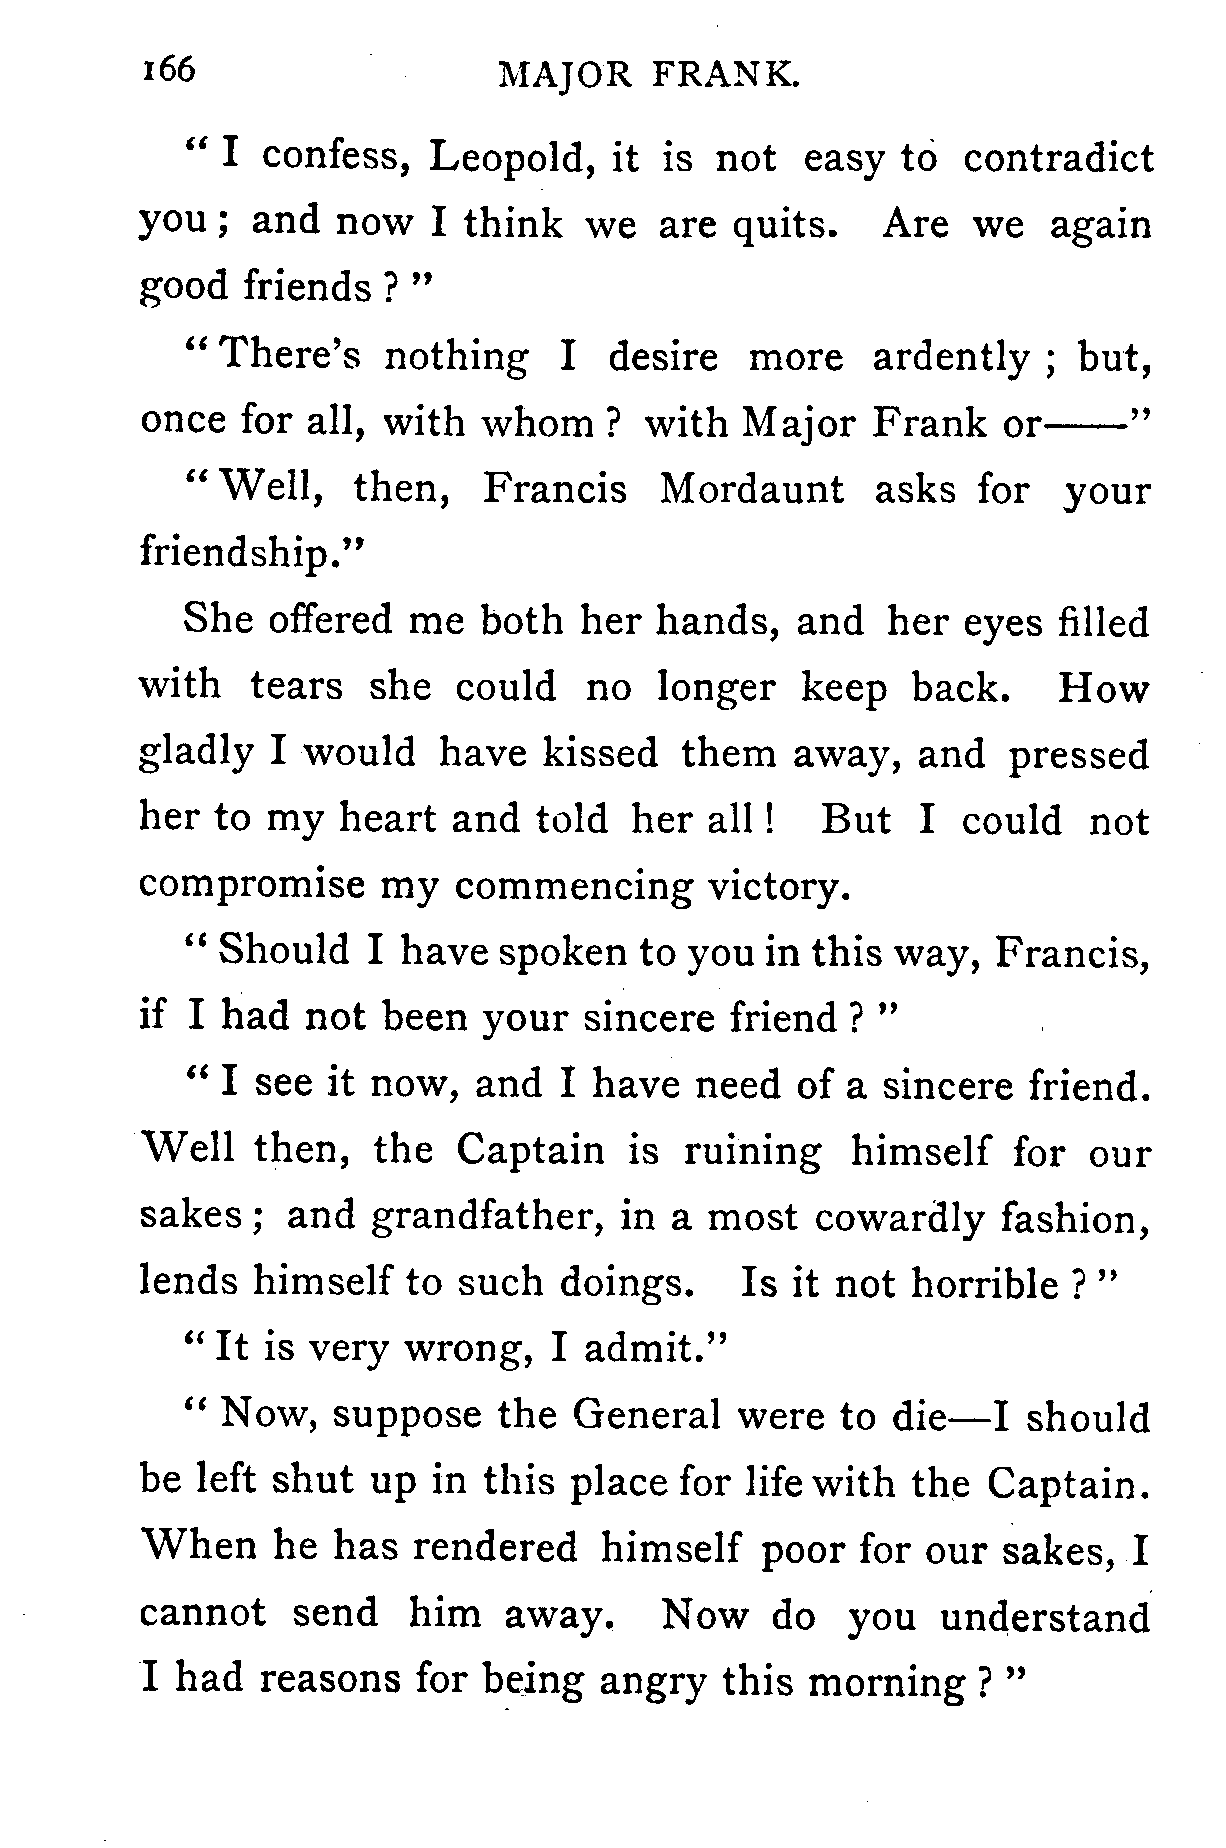 166 MAJOR FRANK.
" I confess, Leopold, it is not easy to contradict
you ; and now I think we are quits. Are we again
good friends ? "
" There's nothing I desire more ardently ; but,
once for all, with whom ? with Major Frank or——"
" Well, then, Francis Mordaunt asks for your
friendship."
She offered me both her hands, and her eyes filled
with tears she could no longer keep back. How
gladly I would have kissed them away, and pressed
her to my heart and told her all ! But I could not
compromise my commencing victory.
" Should I have spoken to you in this way, Francis,
if I had not been your sincere friend ? "
" I see it now, and I have need of a sincere friend.
Well then, the Captain is ruining himself for our
sakes ; and grandfather, in a most cowardly fashion,
lends himself to such doings. Is it not horrible ? "
" It is very wrong, I admit."
" Now, suppose the General were to die—I should
be left shut up in this place for life with the Captain.
When he has rendered himself poor for our sakes, I
cannot send him away. Now do you understand
I had reasons for being angry this morning ? "